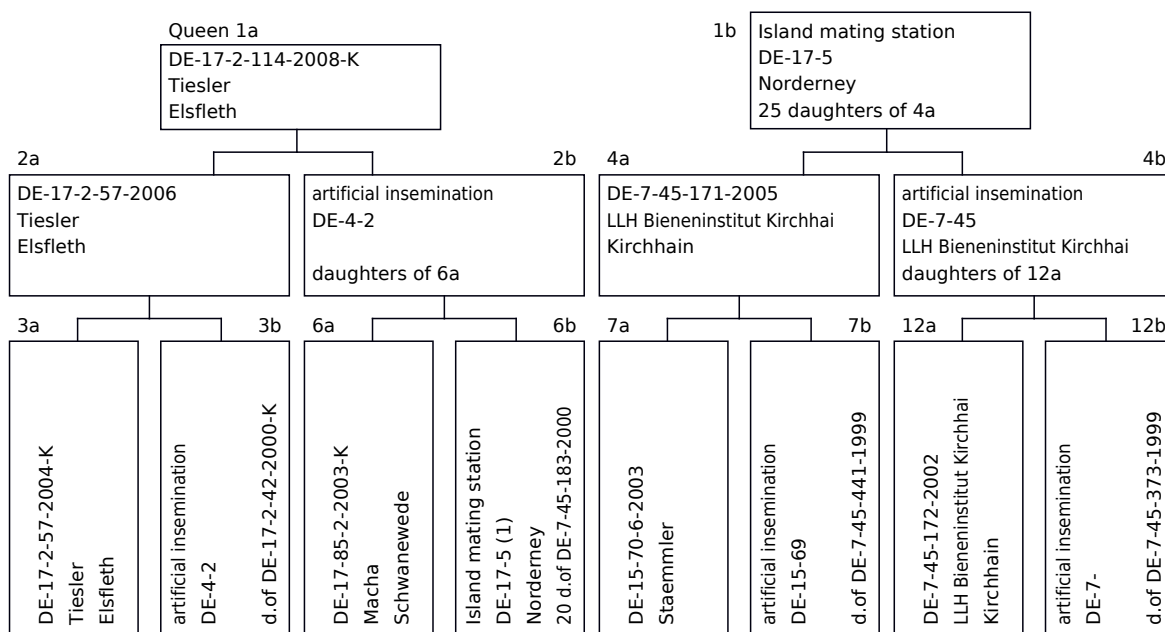 Queen 1a
DE-17-2-114-2008-K
Tiesler
Elsfleth
1b
Island mating station
DE-17-5
Norderney
25 daughters of 4a
2a
DE-17-2-57-2006
Tiesler
Elsfleth
2b
artificial insemination
DE-4-2
daughters of 6a
4a
DE-7-45-171-2005
LLH Bieneninstitut Kirchhai
Kirchhain
4b
artificial insemination
DE-7-45
LLH Bieneninstitut Kirchhai
daughters of 12a
3a
DE-17-2-57-2004-K
Tiesler
Elsfleth
3b
artificial insemination
DE-4-2
d.of DE-17-2-42-2000-K
6a
DE-17-85-2-2003-K
Macha
Schwanewede
6b
Island mating station
DE-17-5 (1)
Norderney
20 d.of DE-7-45-183-2000
7a
DE-15-70-6-2003
Staemmler
7b
artificial insemination
DE-15-69
d.of DE-7-45-441-1999
12a
DE-7-45-172-2002
LLH Bieneninstitut Kirchhai
Kirchhain
12b
artificial insemination
DE-7-
d.of DE-7-45-373-1999